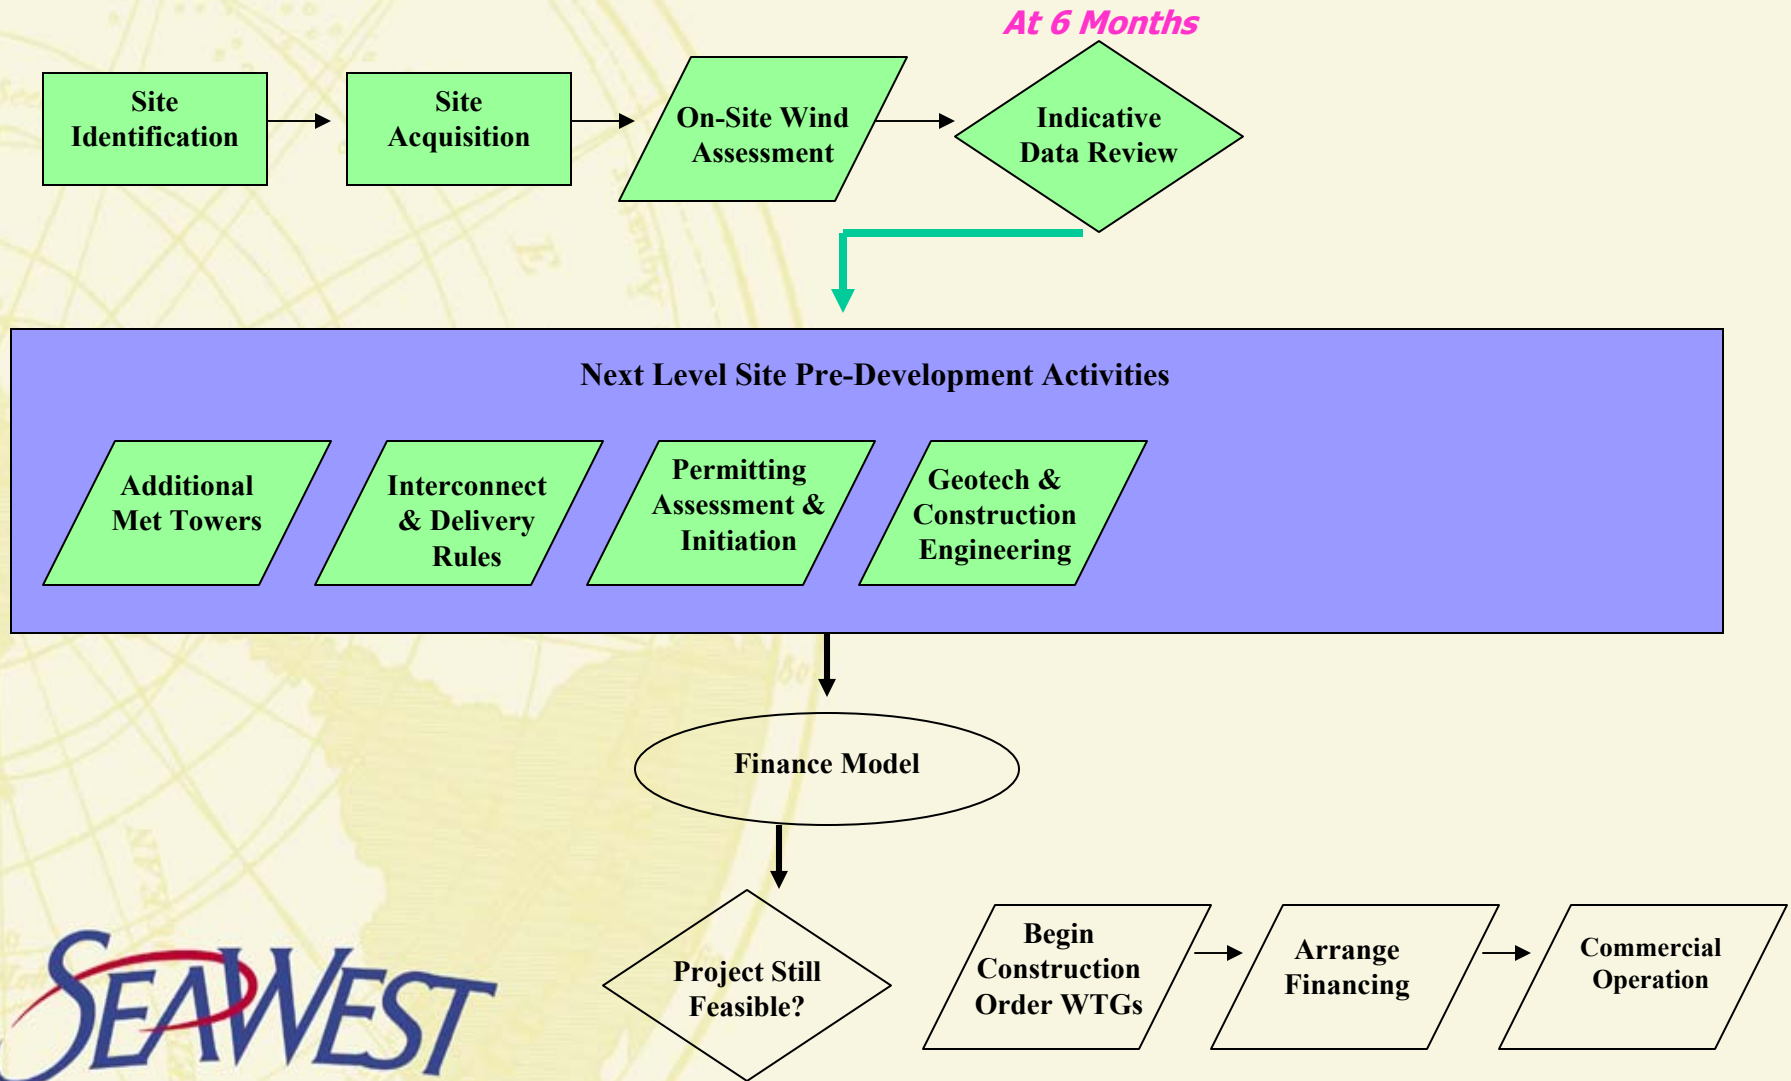 At 6 Months
Site
Identification
Site
Acquisition
On-Site Wind
Assessment
Indicative
Data Review
Next Level Site Pre-Development Activities
Additional
Met Towers
Interconnect
& Delivery
Rules
Permitting
Assessment &
Initiation
Geotech &
Construction
Engineering
Finance Model
Project Still
Feasible?
Begin
Construction
Order WTGs
Arrange
Financing
Commercial
Operation
SEAWEST
E